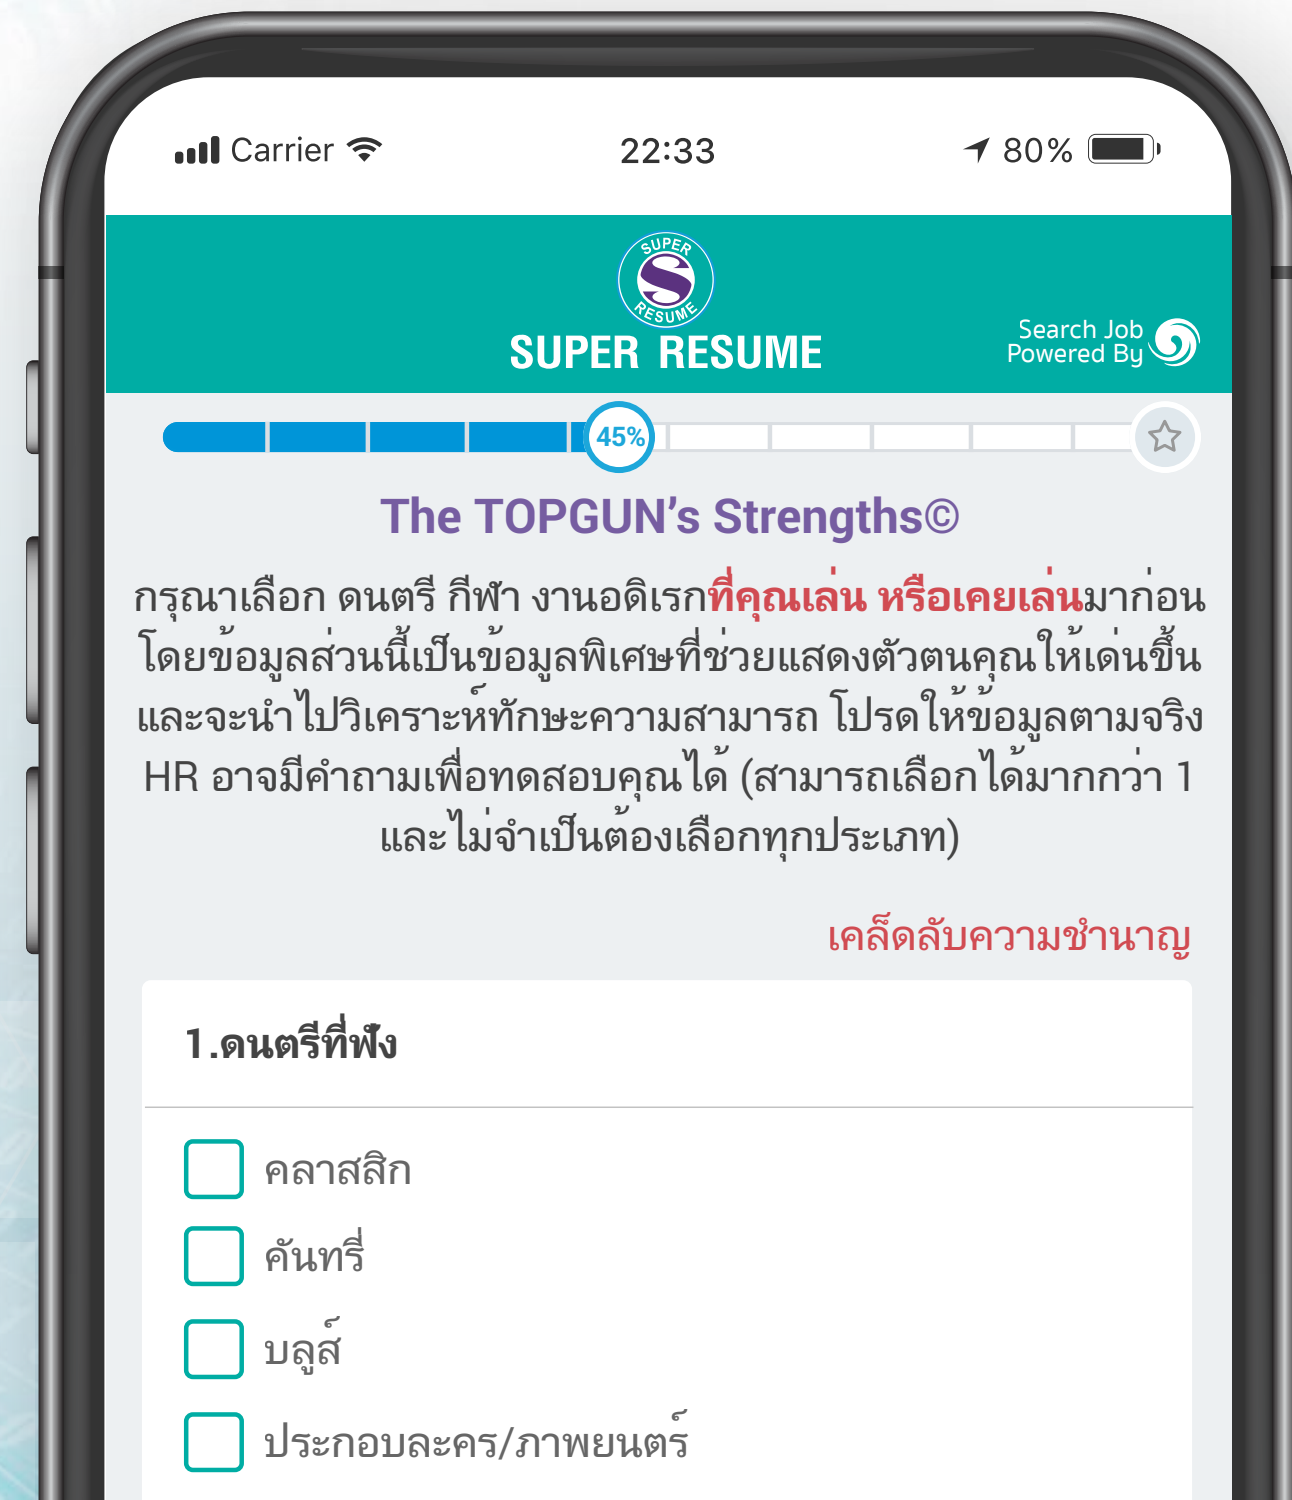 Carrier 22:33 80%
SUPER
RESUME
SUPER RESUME
Search Job
Powered By
45%
The TOPGUN's Strengths©
กรุณาเลือก ดนตรี กีฬา งานอดิเรกที่คุณเล่น หรือเคยเล่นมาก่อน
โดยข้อมูลส่วนนี้เป็นข้อมูลพิเศษที่ช่วยแสดงตัวตนคุณให้เด่นขึ้น
และจะนำไปวิเคราะห์ทักษะความสามารถ โปรดให้ข้อมูลตามจริง
HR อาจมีคำถามเพื่อทดสอบคุณได้ (สามารถเลือกได้มากกว่า 1
และไม่จำเป็นต้องเลือกทุกประเภท)
เคล็ดลับความชำนาญ
1.ดนตรีที่ฟัง
คลาสสิก
คันทรี่
บลูส์
ประกอบละคร/ภาพยนตร์